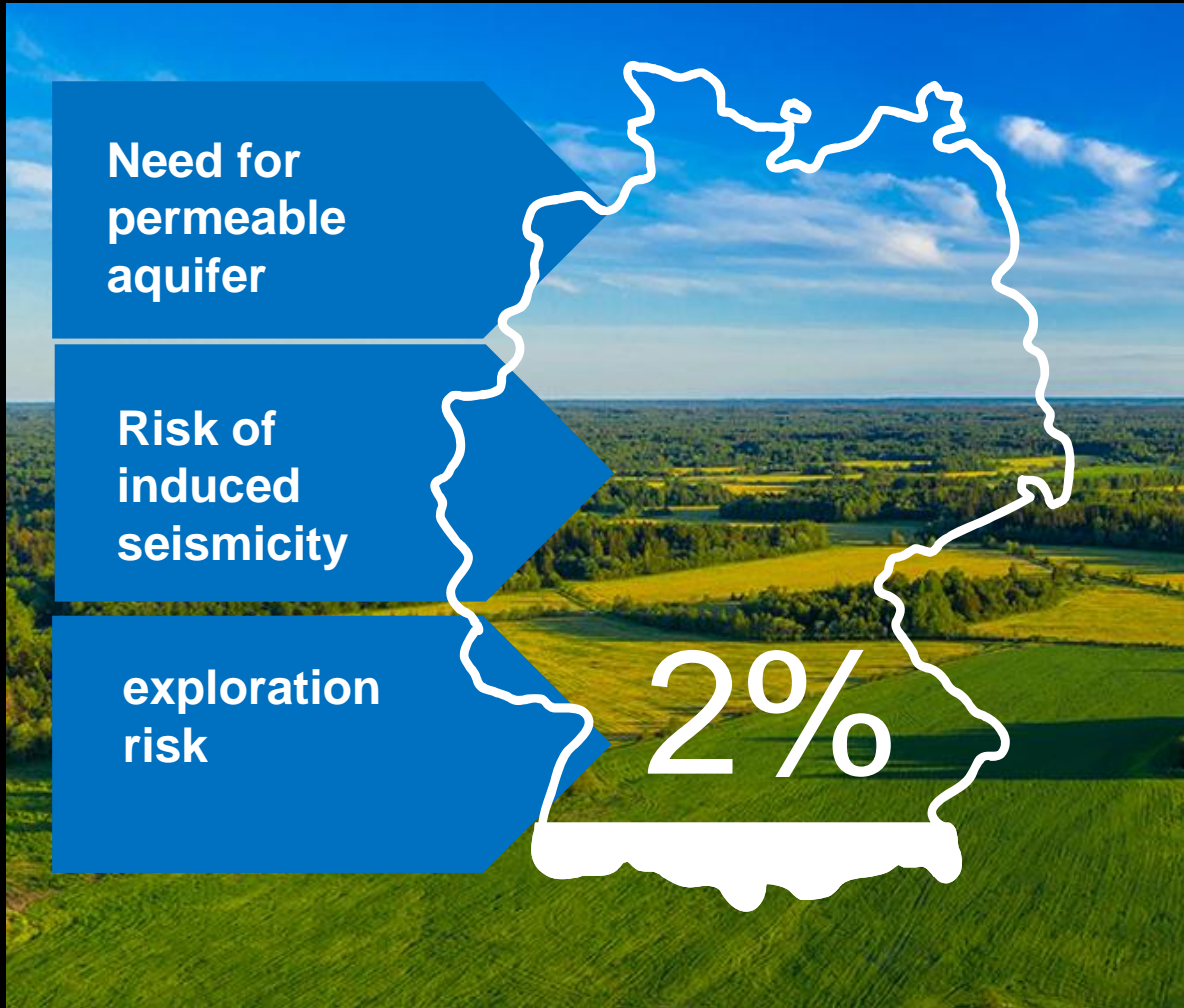 Need for
permeable
aquifer
Risk of
induced
seismicity
exploration
risk
2%